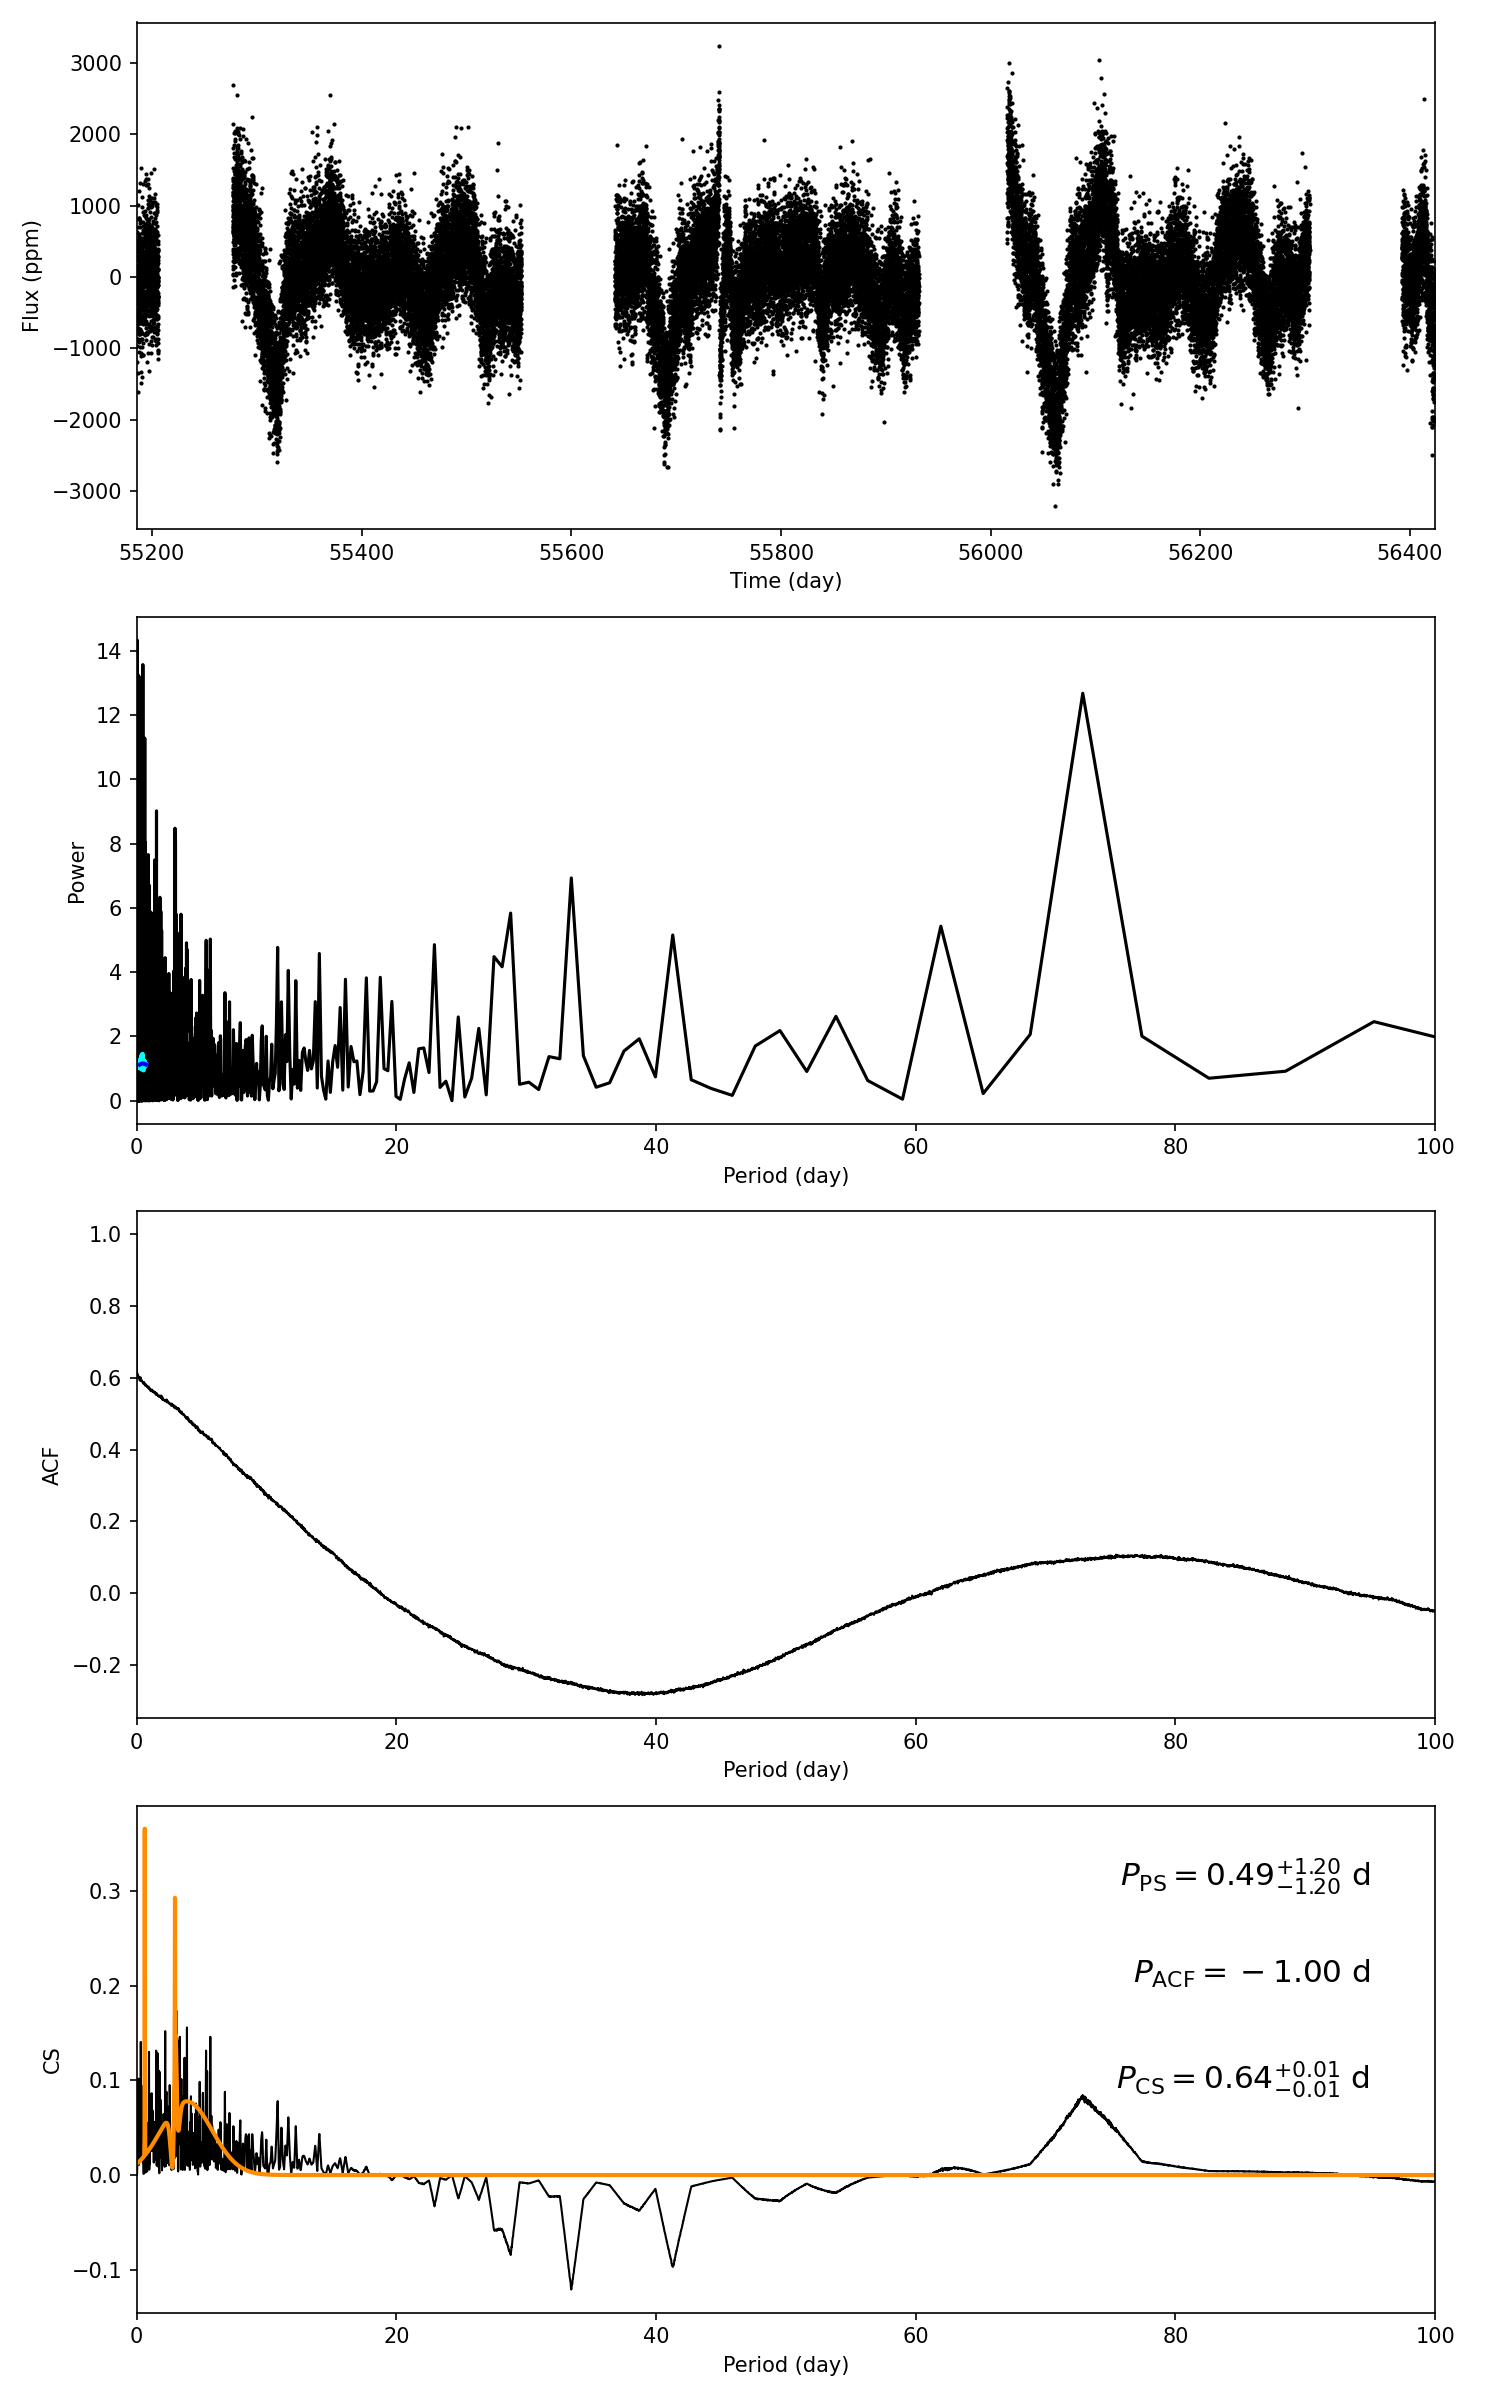 3000
2000
1000
0
−1000
−2000
−3000
Flux (ppm)
55200 55400 55600 55800 56000 56200 56400
Time (day)
14
12
10
8
6
4
2
0
Power
0 20 40 60 80 100
Period (day)
1.0
0.8
0.6
0.4
0.2
0.0
−0.2
ACF
0 20 40 60 80 100
Period (day)
0.3
0.2
0.1
0.0
−0.1
CS
P_PS = 0.49 +1.20 −1.20 d
P_ACF = −1.00 d
P_CS = 0.64 +0.01 −0.01 d
0 20 40 60 80 100
Period (day)